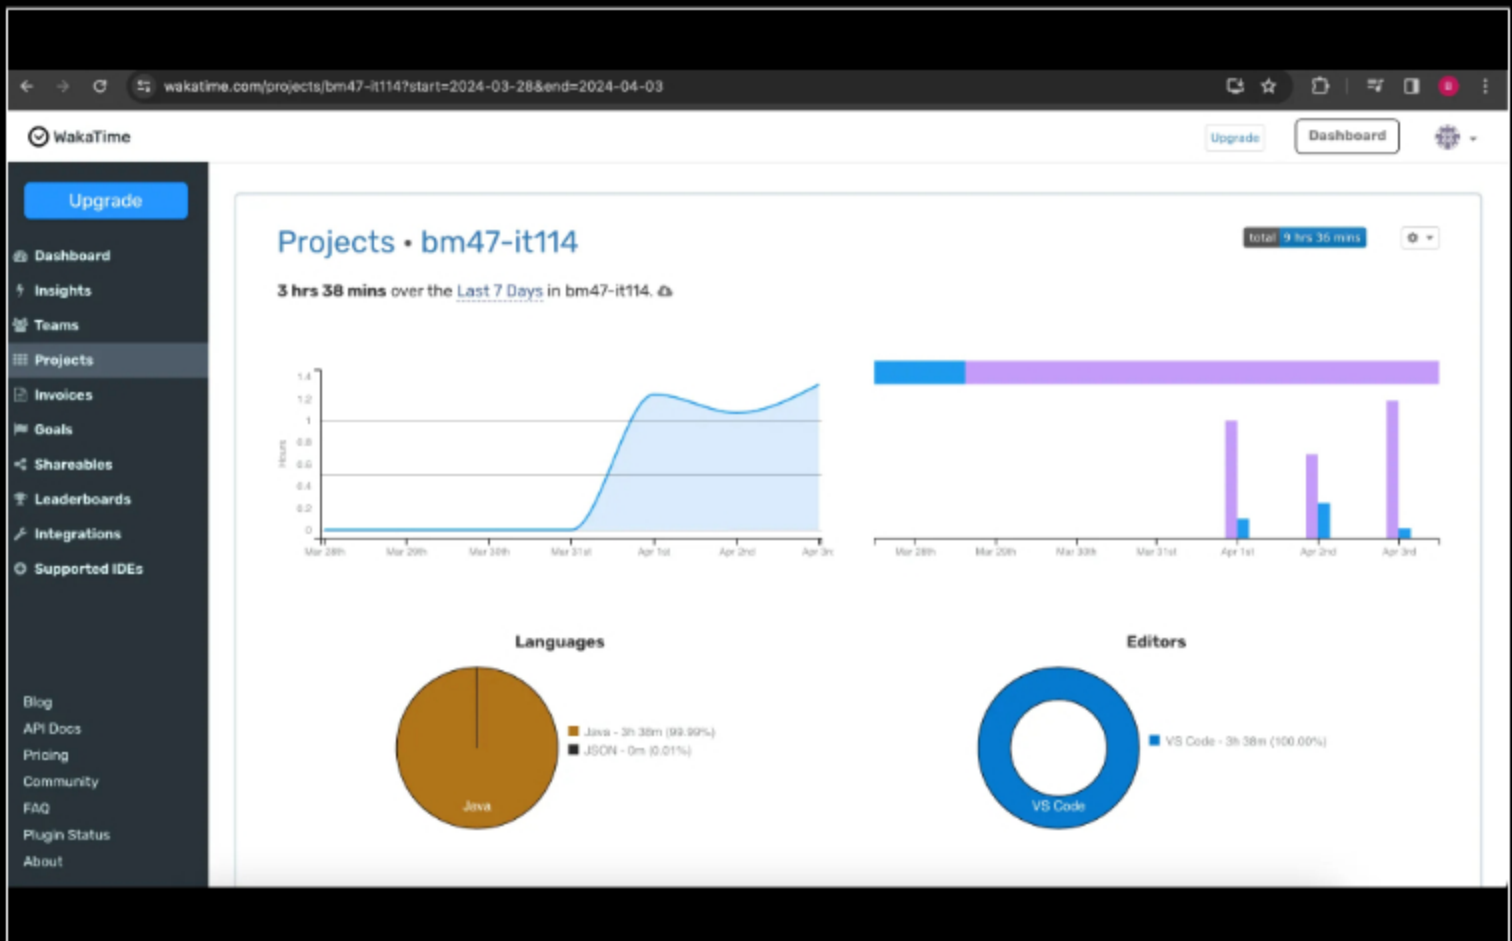 wakatime.com/projects/bm47-it114?start=2024-03-28&end=2024-04-03
WakaTime
Upgrade
Dashboard
Upgrade
Dashboard
Insights
Teams
Projects
Invoices
Goals
Shareables
Leaderboards
Integrations
Supported IDEs
Blog
API Docs
Pricing
Community
FAQ
Plugin Status
About
Projects • bm47-it114
total 9 hrs 36 mins
3 hrs 38 mins over the Last 7 Days in bm47-it114.
Hours
1.4
1.2
1
0.8
0.6
0.4
0.2
0
Mar 28th Mar 29th Mar 30th Mar 31st Apr 1st Apr 2nd Apr 3rd
Mar 28th Mar 29th Mar 30th Mar 31st Apr 1st Apr 2nd Apr 3rd
Languages
Java
Java - 3h 38m (99.99%)
JSON - 0m (0.01%)
Editors
VS Code
VS Code - 3h 38m (100.00%)